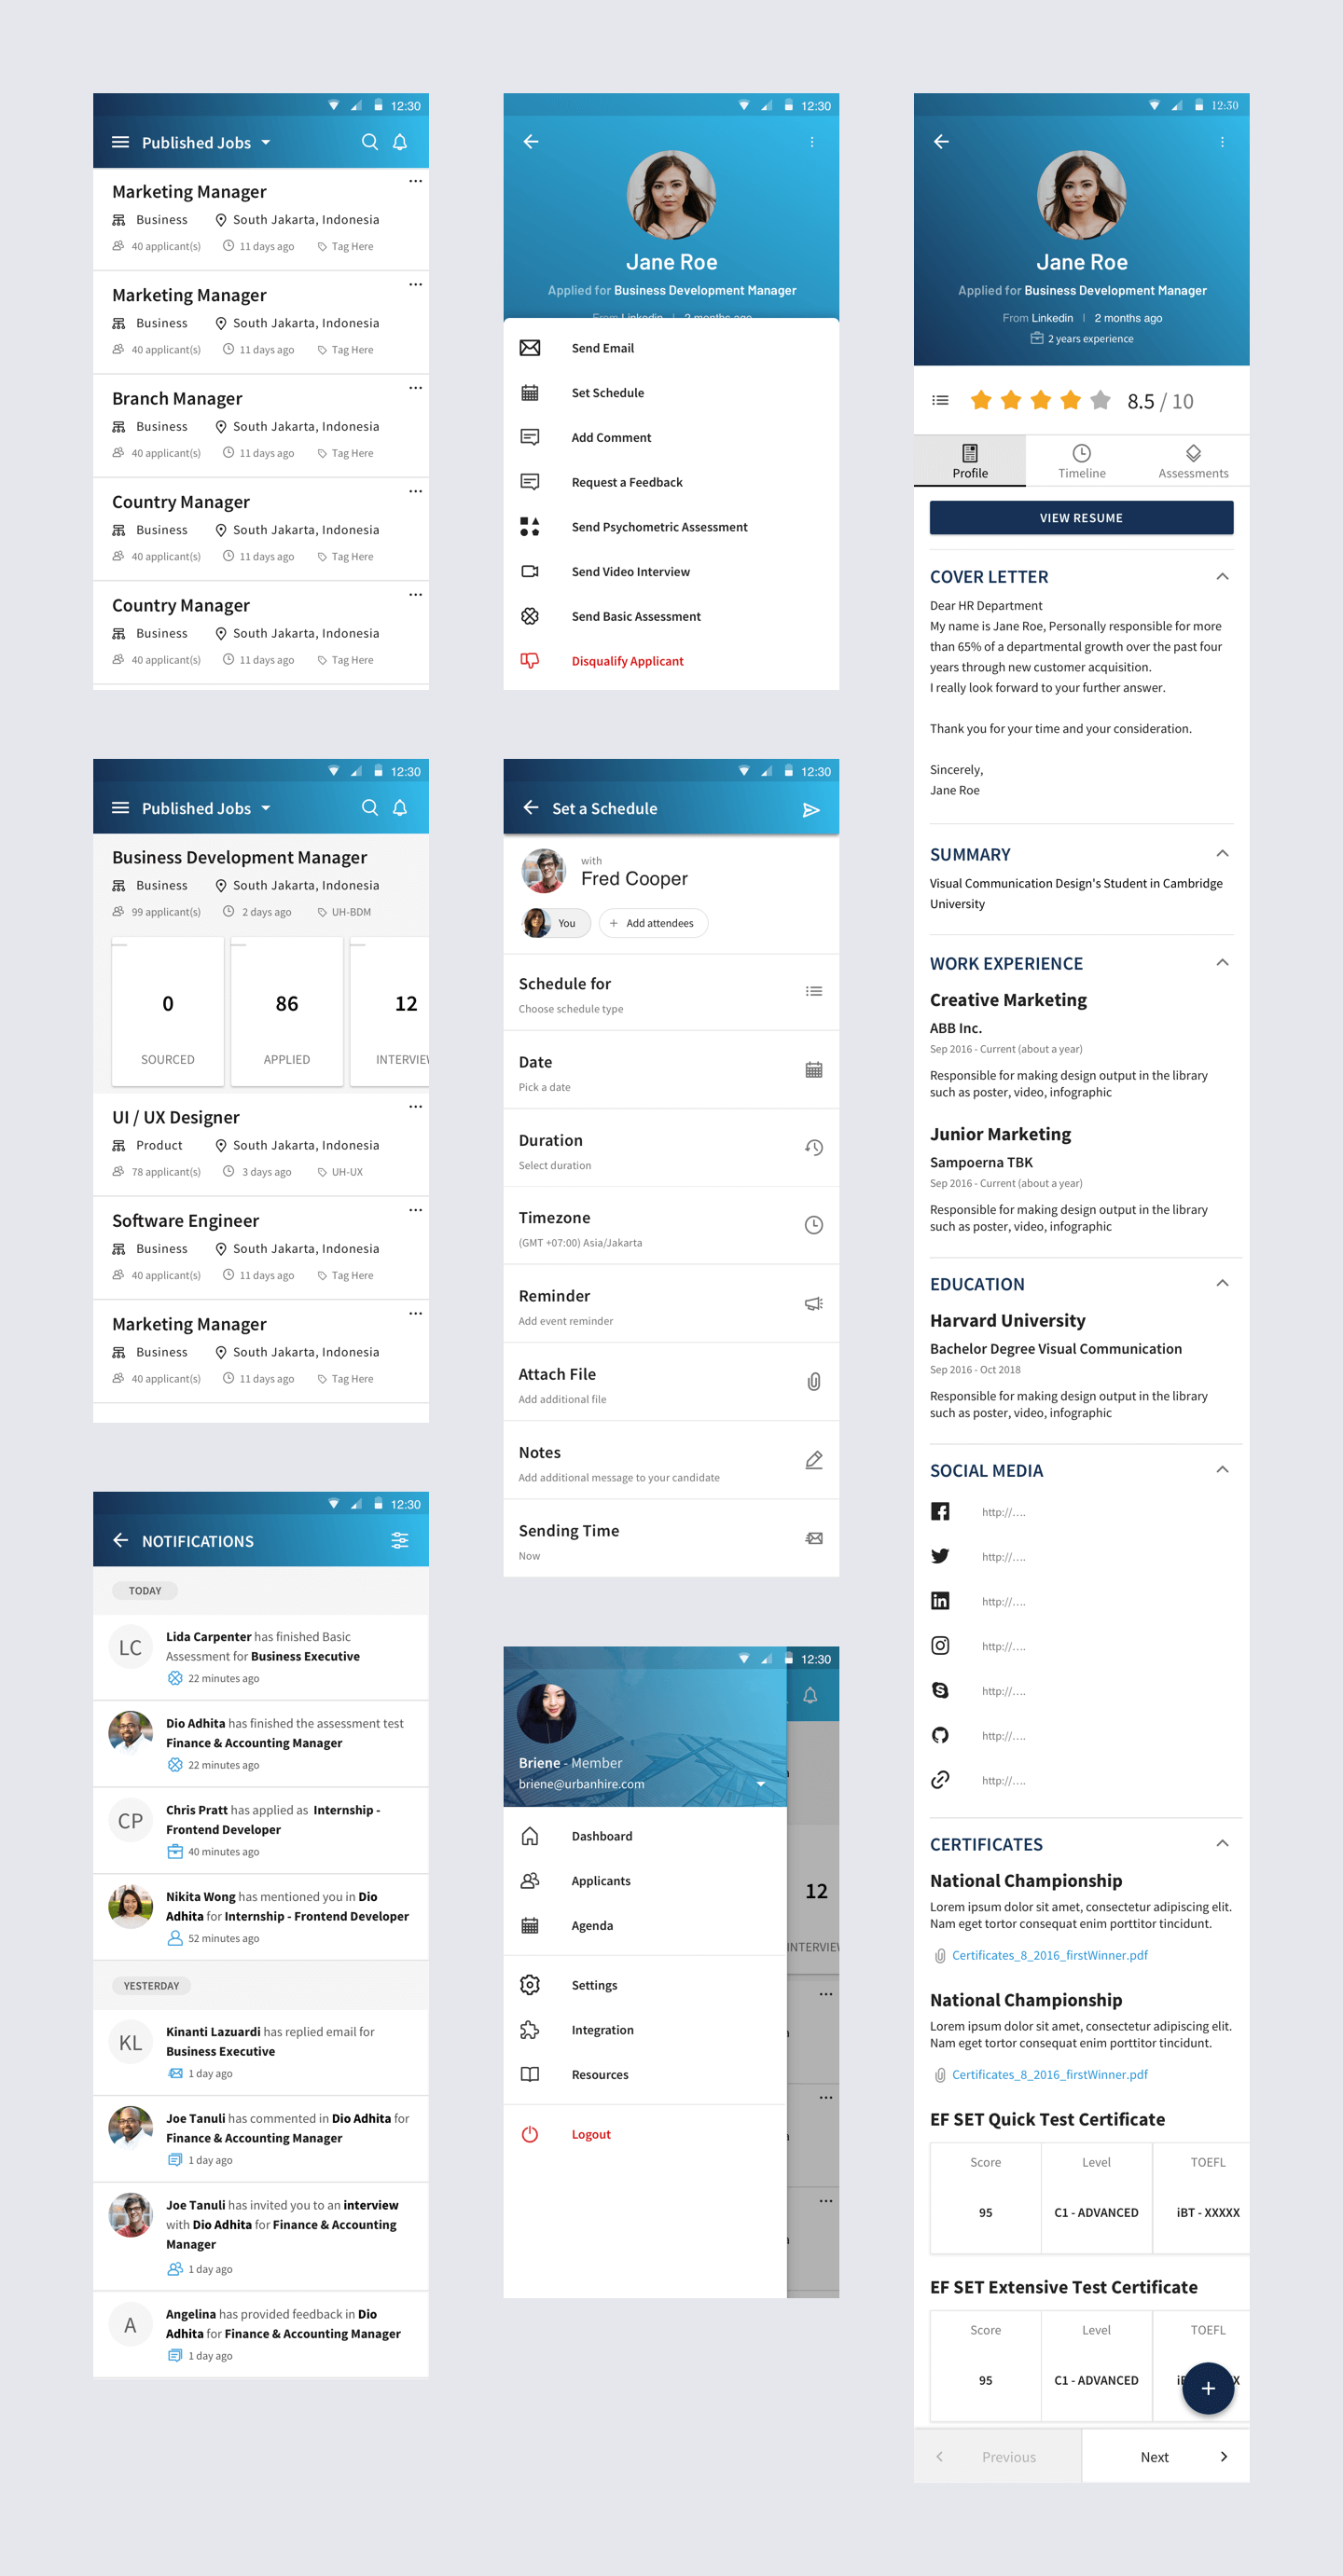 12:30
Published Jobs
Marketing Manager
Business South Jakarta, Indonesia
40 applicant(s) 11 days ago Tag Here
Marketing Manager
Business South Jakarta, Indonesia
40 applicant(s) 11 days ago Tag Here
Branch Manager
Business South Jakarta, Indonesia
40 applicant(s) 11 days ago Tag Here
Country Manager
Business South Jakarta, Indonesia
40 applicant(s) 11 days ago Tag Here
Country Manager
Business South Jakarta, Indonesia
40 applicant(s) 11 days ago Tag Here
12:30
Published Jobs
Business Development Manager
Business South Jakarta, Indonesia
99 applicant(s) 2 days ago UH-BDM
0 86 12
SOURCED APPLIED INTERVIEW
UI / UX Designer
Product South Jakarta, Indonesia
78 applicant(s) 3 days ago UH-UX
Software Engineer
Business South Jakarta, Indonesia
40 applicant(s) 11 days ago Tag Here
Marketing Manager
Business South Jakarta, Indonesia
40 applicant(s) 11 days ago Tag Here
12:30
NOTIFICATIONS
TODAY
LC
Lida Carpenter has finished Basic
Assessment for Business Executive
22 minutes ago
Dio Adhita has finished the assessment test
Finance & Accounting Manager
22 minutes ago
CP
Chris Pratt has applied as Internship -
Frontend Developer
40 minutes ago
Nikita Wong has mentioned you in Dio
Adhita for Internship - Frontend Developer
52 minutes ago
YESTERDAY
KL
Kinanti Lazuardi has replied email for
Business Executive
1 day ago
Joe Tanuli has commented in Dio Adhita for
Finance & Accounting Manager
1 day ago
Joe Tanuli has invited you to an interview
with Dio Adhita for Finance & Accounting
Manager
1 day ago
A
Angelina has provided feedback in Dio
Adhita for Finance & Accounting Manager
1 day ago
12:30
Jane Roe
Applied for Business Development Manager
From Linkedin | 2 months ago
Send Email
Set Schedule
Add Comment
Request a Feedback
Send Psychometric Assessment
Send Video Interview
Send Basic Assessment
Disqualify Applicant
12:30
Set a Schedule
with
Fred Cooper
You + Add attendees
Schedule for
Choose schedule type
Date
Pick a date
Duration
Select duration
Timezone
(GMT +07:00) Asia/Jakarta
Reminder
Add event reminder
Attach File
Add additional file
Notes
Add additional message to your candidate
Sending Time
Now
12:30
Briene - Member
briene@urbanhire.com
Dashboard
Applicants
12
Agenda
INTERVIEW
Settings
Integration
Resources
Logout
12:30
Jane Roe
Applied for Business Development Manager
From Linkedin | 2 months ago
2 years experience
8.5 / 10
Profile Timeline Assessments
VIEW RESUME
COVER LETTER
Dear HR Department
My name is Jane Roe, Personally responsible for more
than 65% of a departmental growth over the past four
years through new customer acquisition.
I really look forward to your further answer.
Thank you for your time and your consideration.
Sincerely,
Jane Roe
SUMMARY
Visual Communication Design's Student in Cambridge
University
WORK EXPERIENCE
Creative Marketing
ABB Inc.
Sep 2016 - Current (about a year)
Responsible for making design output in the library
such as poster, video, infographic
Junior Marketing
Sampoerna TBK
Sep 2016 - Current (about a year)
Responsible for making design output in the library
such as poster, video, infographic
EDUCATION
Harvard University
Bachelor Degree Visual Communication
Sep 2016 - Oct 2018
Responsible for making design output in the library
such as poster, video, infographic
SOCIAL MEDIA
http://....
http://....
http://....
http://....
http://....
http://....
http://....
CERTIFICATES
National Championship
Lorem ipsum dolor sit amet, consectetur adipiscing elit.
Nam eget tortor consequat enim porttitor tincidunt.
Certificates_8_2016_firstWinner.pdf
National Championship
Lorem ipsum dolor sit amet, consectetur adipiscing elit.
Nam eget tortor consequat enim porttitor tincidunt.
Certificates_8_2016_firstWinner.pdf
EF SET Quick Test Certificate
Score Level TOEFL
95 C1 - ADVANCED iBT - XXXXX
EF SET Extensive Test Certificate
Score Level TOEFL
95 C1 - ADVANCED
Previous Next